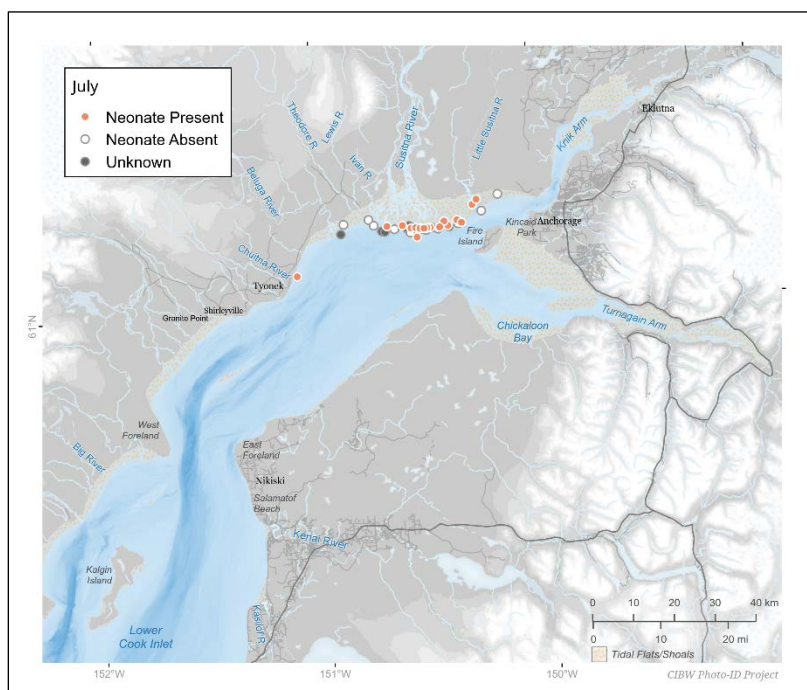 July
Neonate Present
Neonate Absent
Unknown
Theodore R
Lewis R
Ivan R
Susitna River
Little Susitna R
Beluga River
Knik Arm
Eklutna
Fire
Island
Kincaid
Park
Anchorage
Chuitna River
Tyonek
Shirleyville
Granite Point
61°N
Turnagain Arm
Chickaloon
Bay
West
Foreland
Big River
East
Foreland
Nikiski
Salamatof
Beach
Kenai River
Kalgin
Island
Lower
Cook Inlet
Kasilof R
0 10 20 30 40 km
0 10 20 mi
Tidal Flats/Shoals
152°W
151°W
150°W
CIBW Photo-ID Project